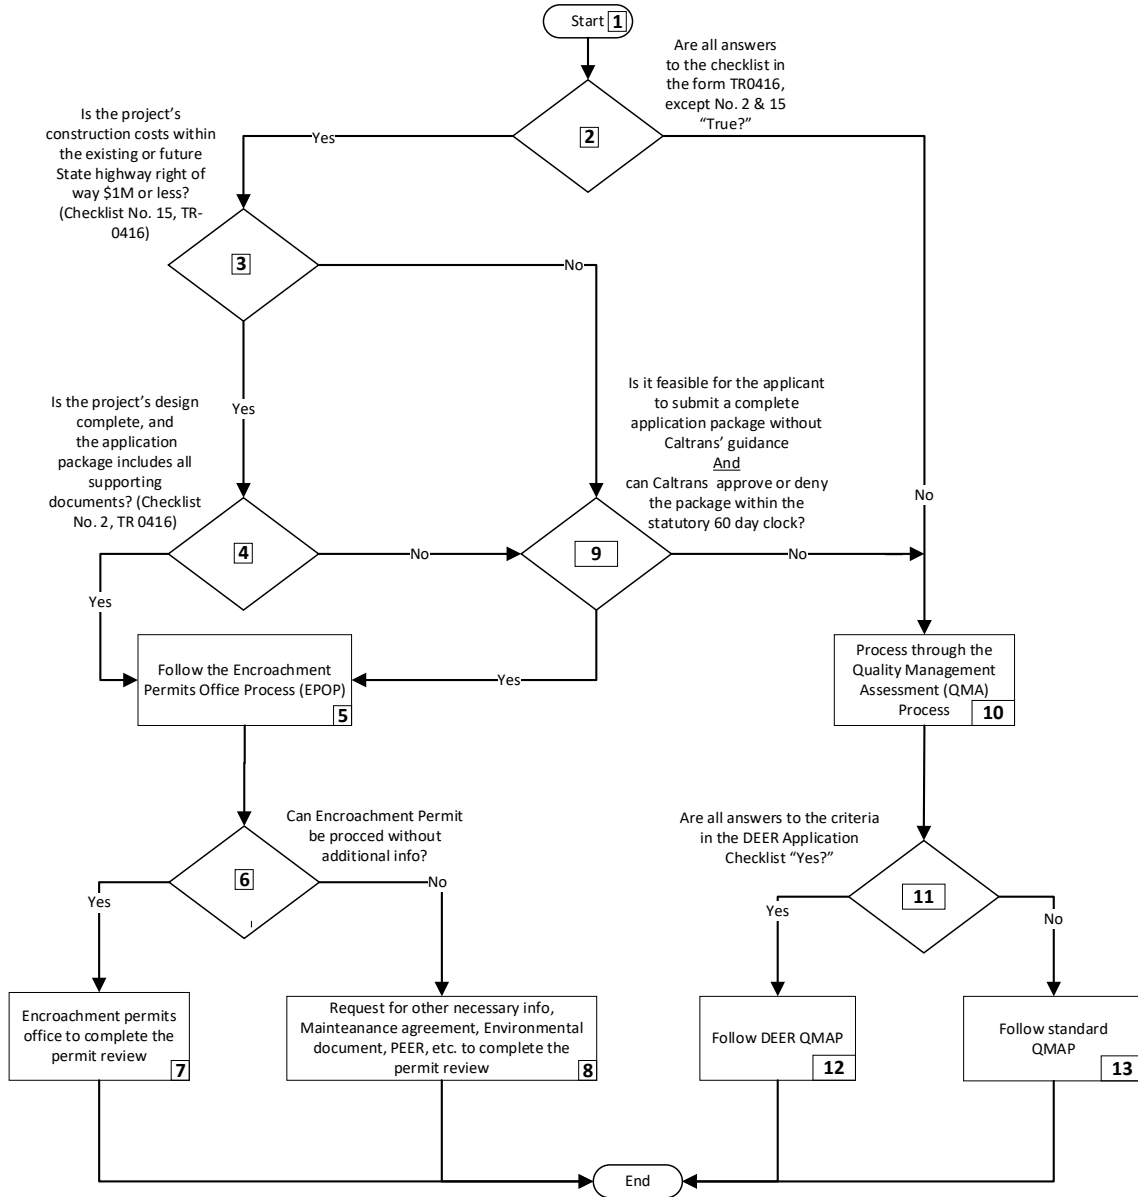 Start 1
Are all answers
to the checklist in
the form TR0416,
except No. 2 & 15
“True?”
2
Yes
Is the project’s
construction costs within
the existing or future
State highway right of
way $1M or less?
(Checklist No. 15, TR-
0416)
3
No
Yes
Is the project’s design
complete, and
the application
package includes all
supporting
documents? (Checklist
No. 2, TR 0416)
Is it feasible for the applicant
to submit a complete
application package without
Caltrans’ guidance
And
can Caltrans approve or deny
the package within the
statutory 60 day clock?
No
4
No
9
No
Yes
Follow the Encroachment
Permits Office Process (EPOP)
5
Yes
Process through the
Quality Management
Assessment (QMA)
Process
10
Can Encroachment Permit
be procced without
additional info?
6
Yes
No
Are all answers to the criteria
in the DEER Application
Checklist “Yes?”
11
Yes
No
Encroachment permits
office to complete the
permit review
7
Request for other necessary info,
Mainteanance agreement, Environmental
document, PEER, etc. to complete the
permit review
8
Follow DEER QMAP
12
Follow standard
QMAP
13
End